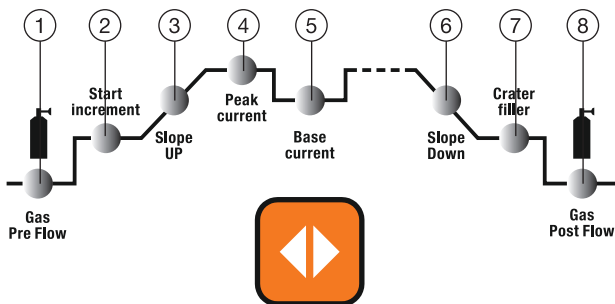 1
2
3
4
5
6
7
8
Start
increment
Slope
UP
Peak
current
Base
current
Slope
Down
Crater
filler
Gas
Pre Flow
Gas
Post Flow